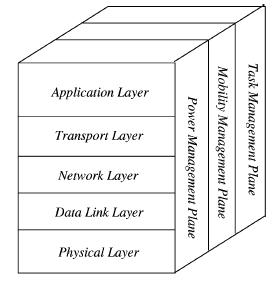 Application Layer
Transport Layer
Network Layer
Data Link Layer
Physical Layer
Power Management Plane
Mobility Management Plane
Task Management Plane